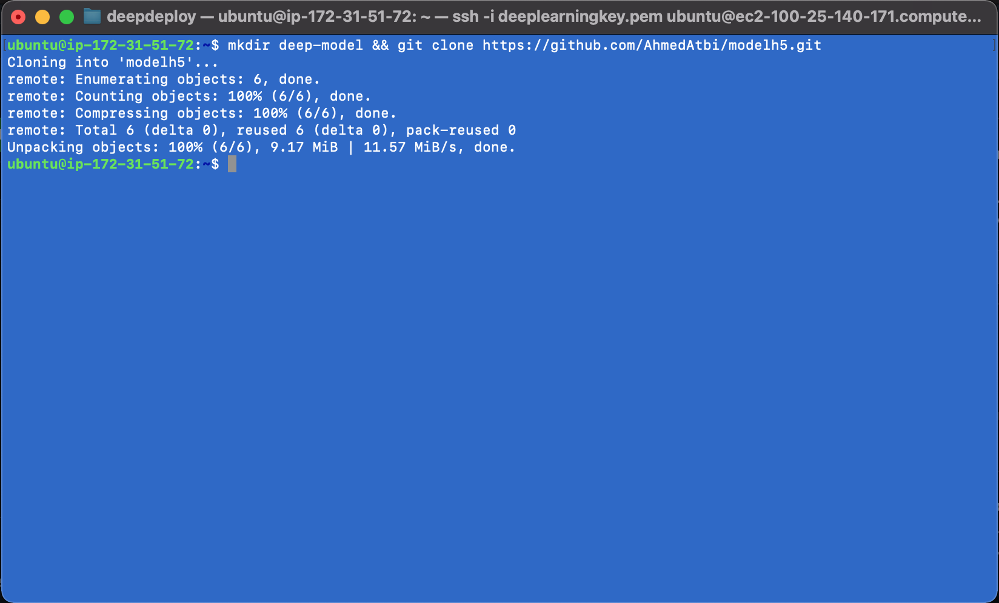 deepdeploy — ubuntu@ip-172-31-51-72: ~ — ssh -i deeplearningkey.pem ubuntu@ec2-100-25-140-171.compute...
ubuntu@ip-172-31-51-72:~$ mkdir deep-model && git clone https://github.com/AhmedAtbi/modelh5.git
Cloning into 'modelh5'...
remote: Enumerating objects: 6, done.
remote: Counting objects: 100% (6/6), done.
remote: Compressing objects: 100% (6/6), done.
remote: Total 6 (delta 0), reused 6 (delta 0), pack-reused 0
Unpacking objects: 100% (6/6), 9.17 MiB | 11.57 MiB/s, done.
ubuntu@ip-172-31-51-72:~$